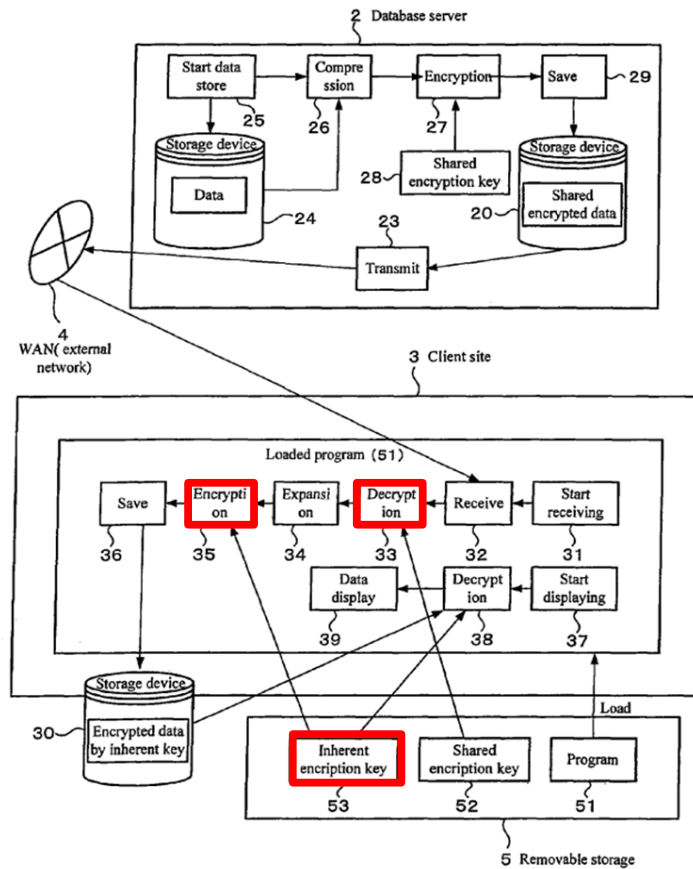 2 Database server
Start data
store
25
Compre
ssion
26
Encryption
27
Save
29
Storage device
Data
24
28
Shared
encryption key
Storage device
20
Shared
encrypted data
23
Transmit
4
WAN( external
network)
3 Client site
Loaded program (51)
Save
36
Encrypti
on
35
Expansi
on
34
Decrypt
ion
33
Receive
32
Start
receiving
31
Data
display
39
Decrypt
ion
38
Start
displaying
37
Storage device
30
Encrypted data
by inherent key
Load
Inherent
encription key
53
Shared
encription key
52
Program
51
5 Removable storage